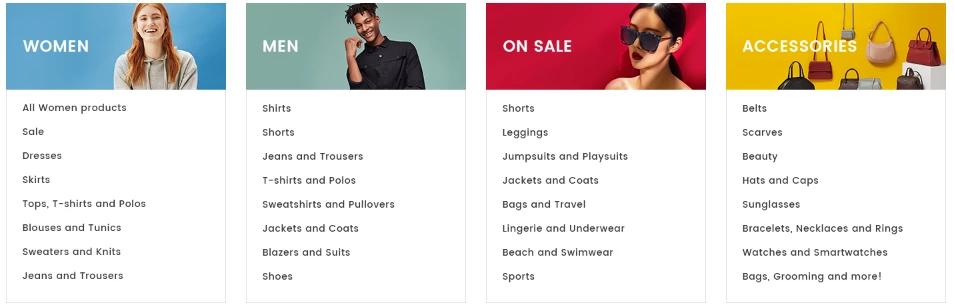 WOMEN
All Women products
Sale
Dresses
Skirts
Tops, T-shirts and Polos
Blouses and Tunics
Sweaters and Knits
Jeans and Trousers
MEN
Shirts
Shorts
Jeans and Trousers
T-shirts and Polos
Sweatshirts and Pullovers
Jackets and Coats
Blazers and Suits
Shoes
ON SALE
Shorts
Leggings
Jumpsuits and Playsuits
Jackets and Coats
Bags and Travel
Lingerie and Underwear
Beach and Swimwear
Sports
ACCESSORIES
Belts
Scarves
Beauty
Hats and Caps
Sunglasses
Bracelets, Necklaces and Rings
Watches and Smartwatches
Bags, Grooming and more!